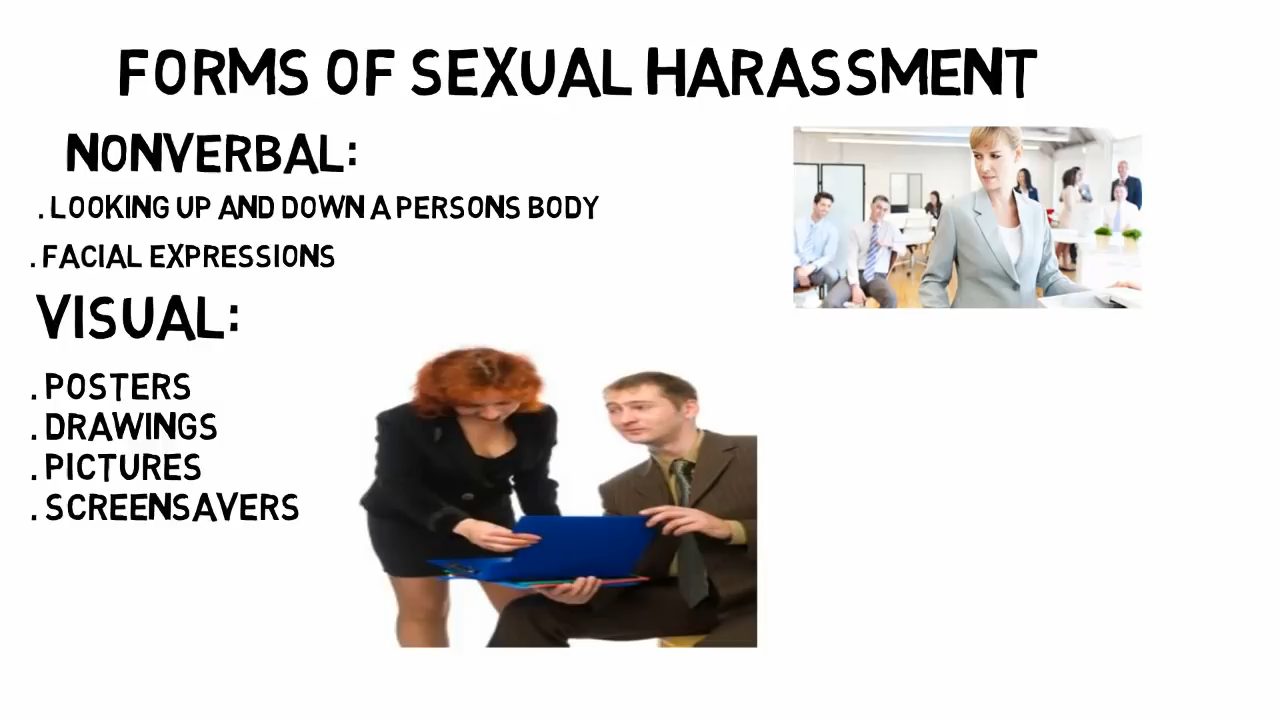 FORMS OF SEXUAL HARASSMENT
NONVERBAL:
. LOOKING UP AND DOWN A PERSONS BODY
. FACIAL EXPRESSIONS
VISUAL:
. POSTERS
. DRAWINGS
. PICTURES
. SCREENSAVERS